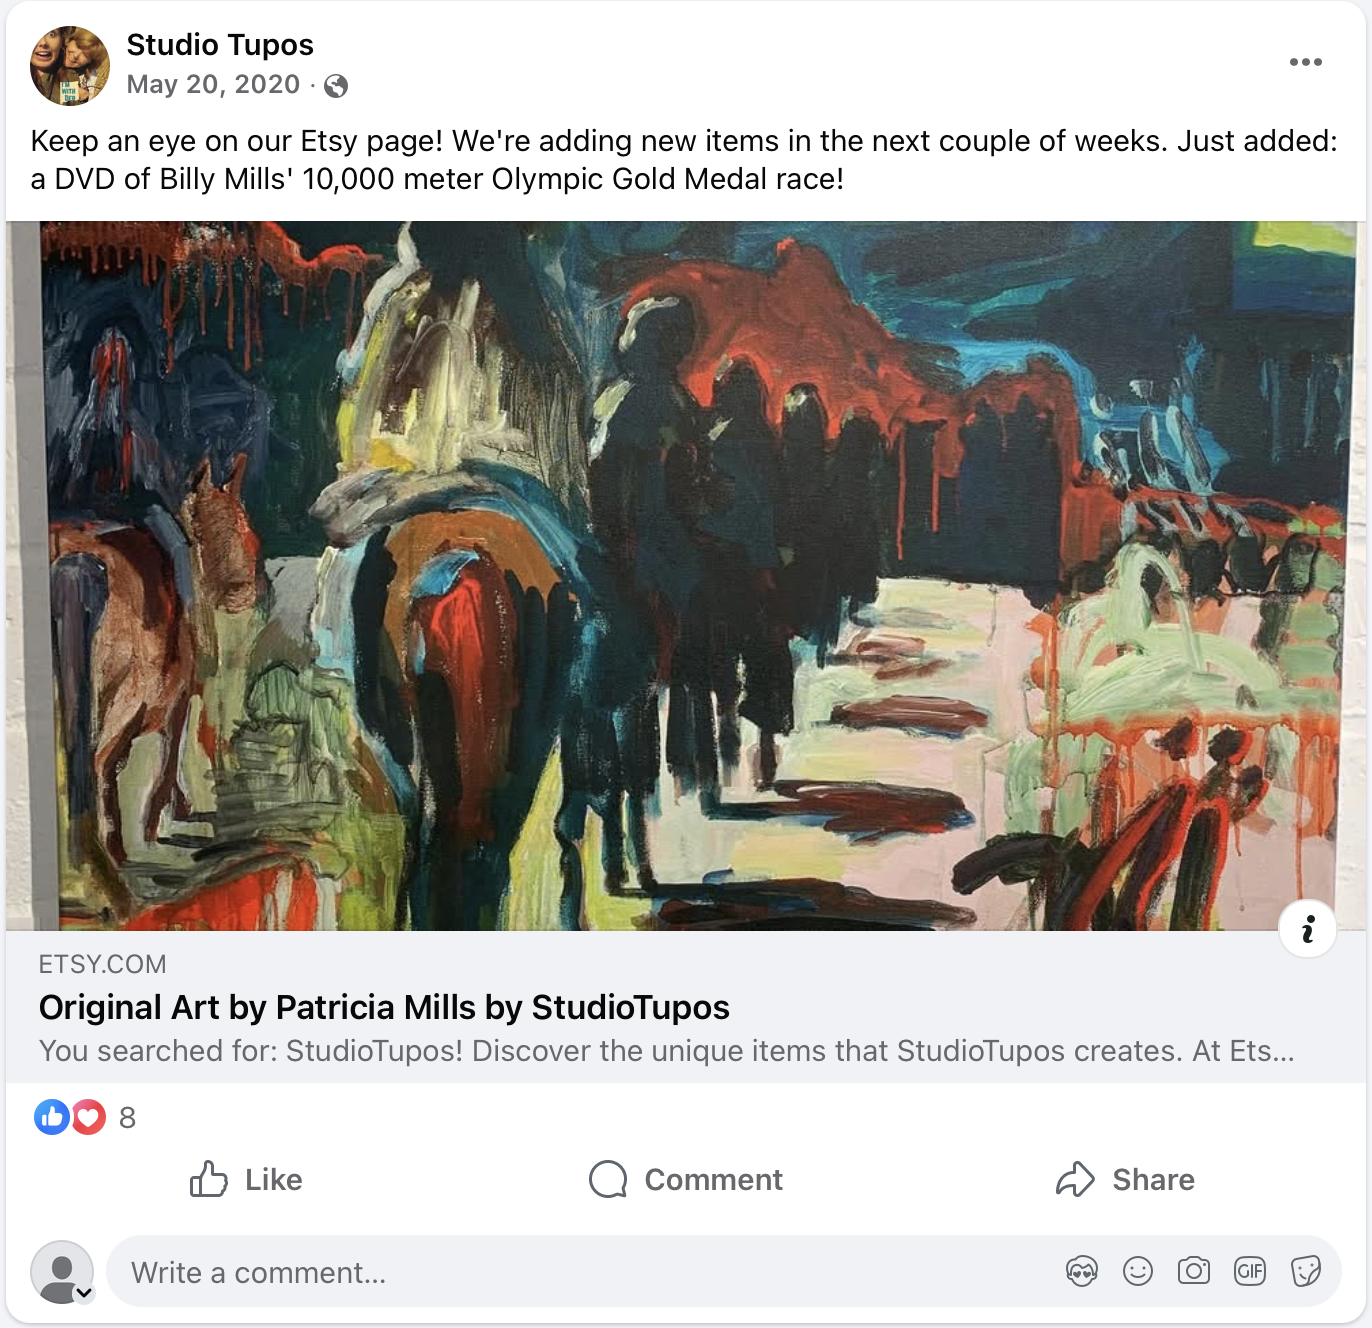 Studio Tupos
May 20, 2020 ·
Keep an eye on our Etsy page! We're adding new items in the next couple of weeks. Just added:
a DVD of Billy Mills' 10,000 meter Olympic Gold Medal race!
ETSY.COM
Original Art by Patricia Mills by StudioTupos
You searched for: StudioTupos! Discover the unique items that StudioTupos creates. At Ets...
8
Like
Comment
Share
Write a comment...
GIF